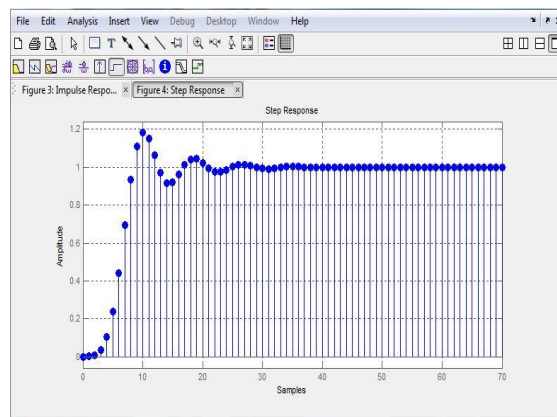 File Edit Analysis Insert View Debug Desktop Window Help
Figure 3: Impulse Respo... × Figure 4: Step Response ×
Step Response
1.2
1
0.8
0.6
0.4
0.2
0
Amplitude
0 10 20 30 40 50 60 70
Samples